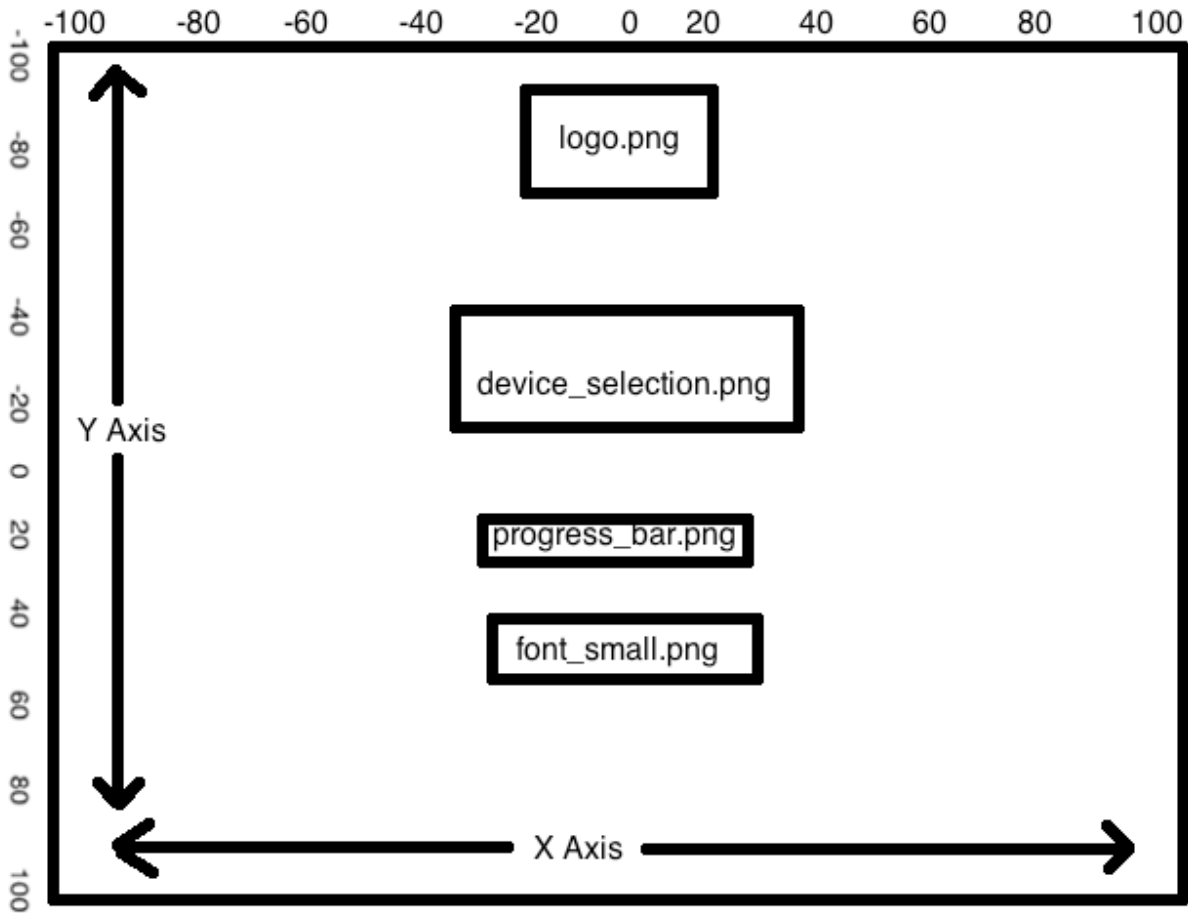 -100 -80 -60 -40 -20 0 20 40 60 80 100
-100
-80
-60
-40
-20
0
20
40
60
80
100
logo.png
device_selection.png
Y Axis
progress_bar.png
font_small.png
X Axis